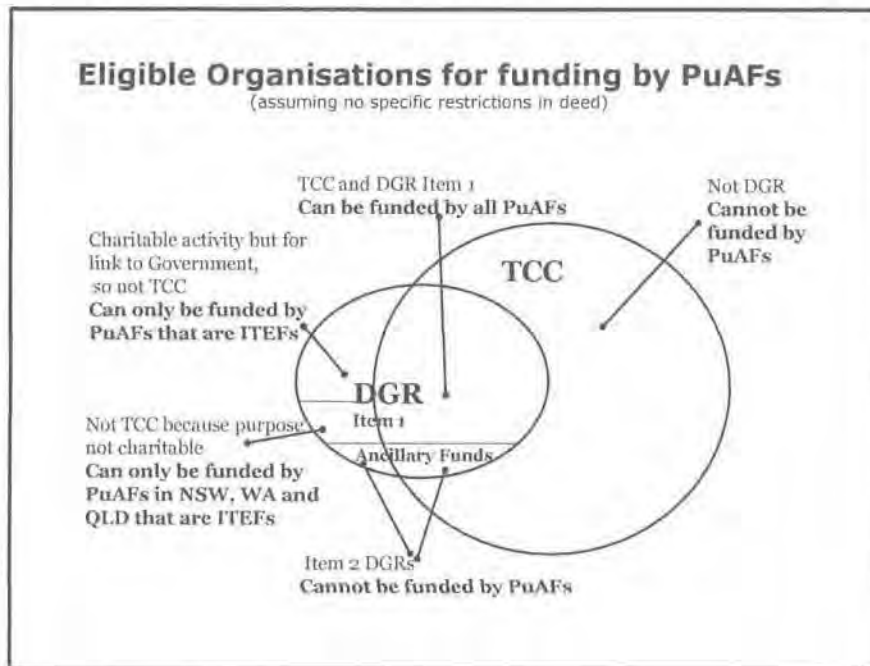 Eligible Organisations for funding by PuAFs
(assuming no specific restrictions in deed)
TCC and DGR Item 1
Can be funded by all PuAFs
Not DGR
Cannot be
funded by
PuAFs
Charitable activity but for
link to Government,
so not TCC
Can only be funded by
PuAFs that are ITEFs
TCC
DGR
Item 1
Not TCC because purpose
not charitable
Can only be funded by
PuAFs in NSW, WA and
QLD that are ITEFs
Ancillary Funds
Item 2 DGRs
Cannot be funded by PuAFs